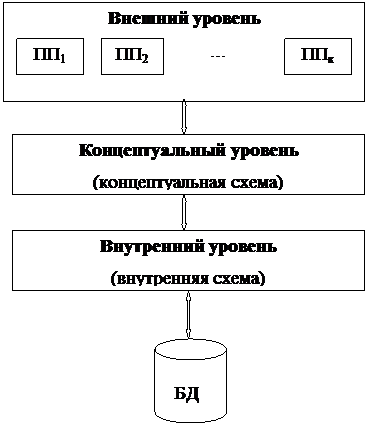 Внешний уровень
ПП1 ПП2 --- ППк
Концептуальный уровень
(концептуальная схема)
Внутренний уровень
(внутренняя схема)
БД